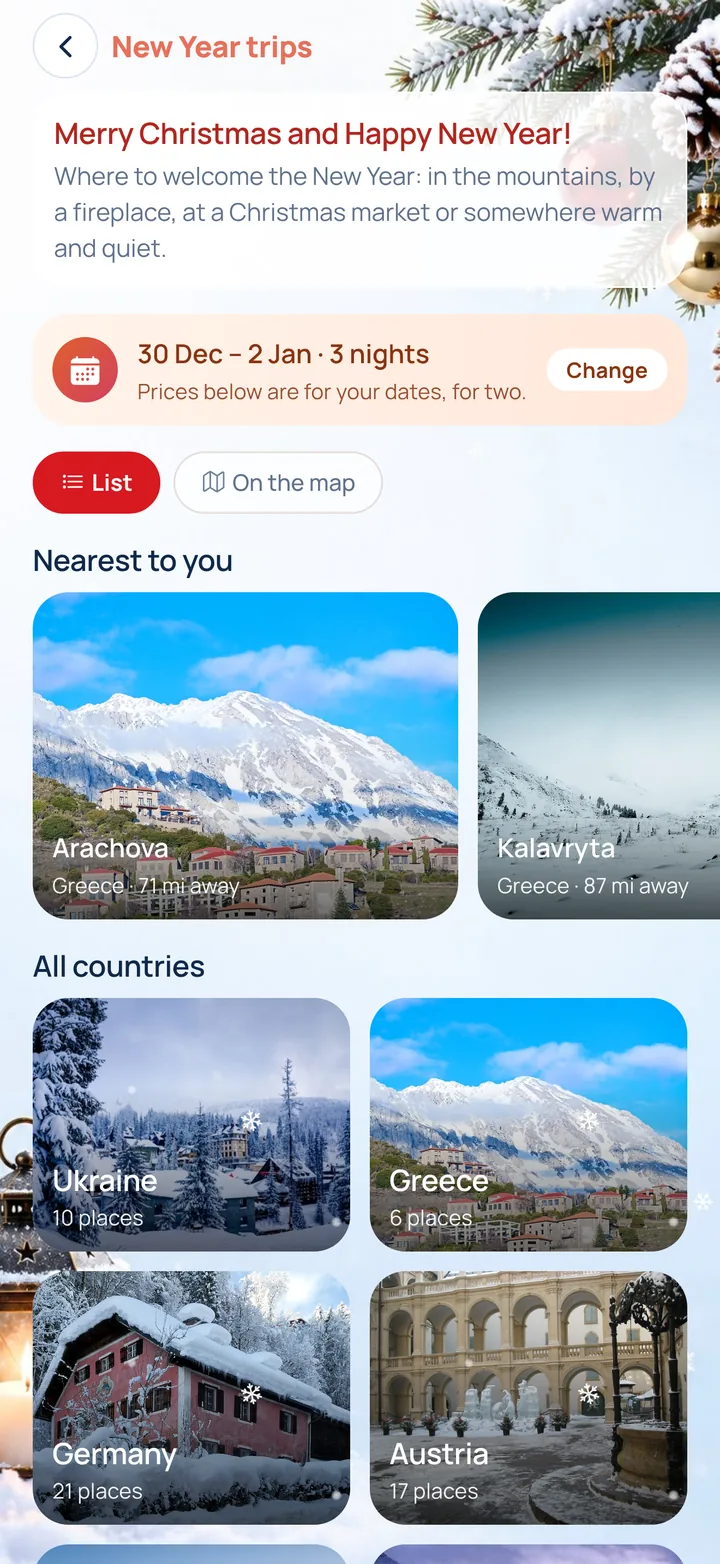 New Year trips
Merry Christmas and Happy New Year!
Where to welcome the New Year: in the mountains, by
a fireplace, at a Christmas market or somewhere warm
and quiet.
30 Dec – 2 Jan · 3 nights
Prices below are for your dates, for two.
Change
List
On the map
Nearest to you
Arachova
Greece · 71 mi away
Kalavryta
Greece · 87 mi away
All countries
Ukraine
10 places
Greece
6 places
Germany
21 places
Austria
17 places